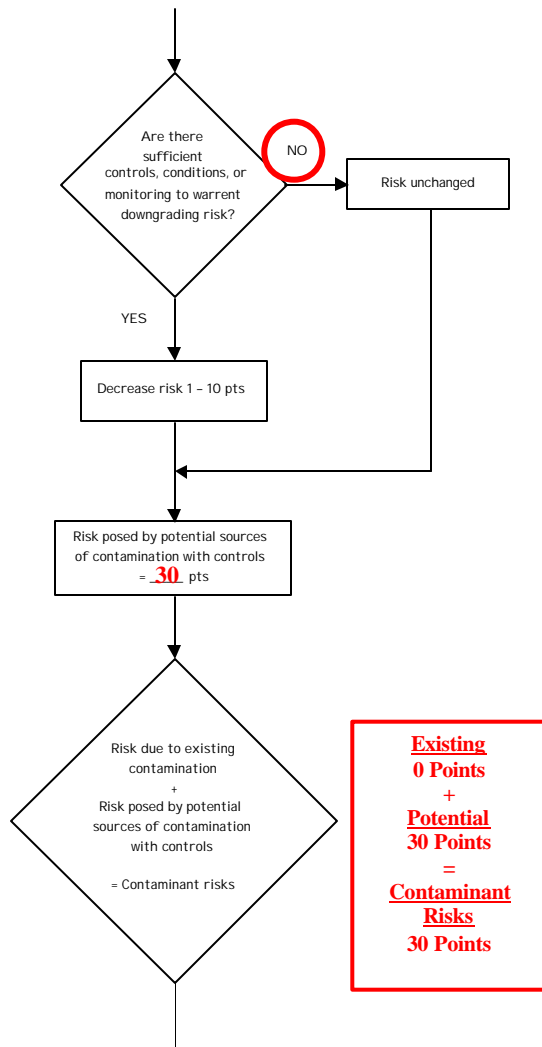 Are there
sufficient
controls, conditions, or
monitoring to warrent
downgrading risk?
NO
Risk unchanged
YES
Decrease risk 1 – 10 pts
Risk posed by potential sources
of contamination with controls
= 30 pts
Risk due to existing
contamination
+
Risk posed by potential
sources of contamination
with controls
= Contaminant risks
Existing
0 Points
+
Potential
30 Points
=
Contaminant
Risks
30 Points